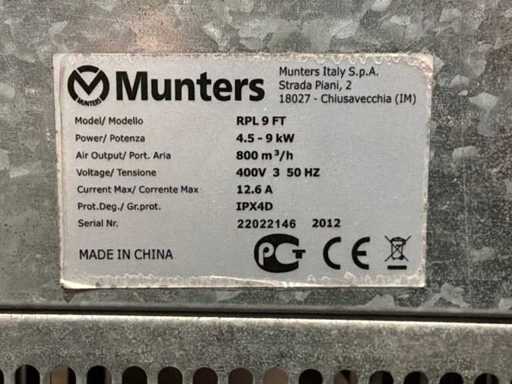 MUNTERS
Munters
Munters Italy S.p.A.
Strada Piani, 2
18027 - Chiusavecchia (IM)
Model/ Modello RPL 9 FT
Power/ Potenza 4.5 - 9 kW
Air Output/ Port. Aria 800 m³/h
Voltage/ Tensione 400V 3 50 HZ
Current Max/ Corrente Max 12.6 A
Prot.Deg./ Gr.prot. IPX4D
Serial Nr. 22022146 2012
MADE IN CHINA
CE